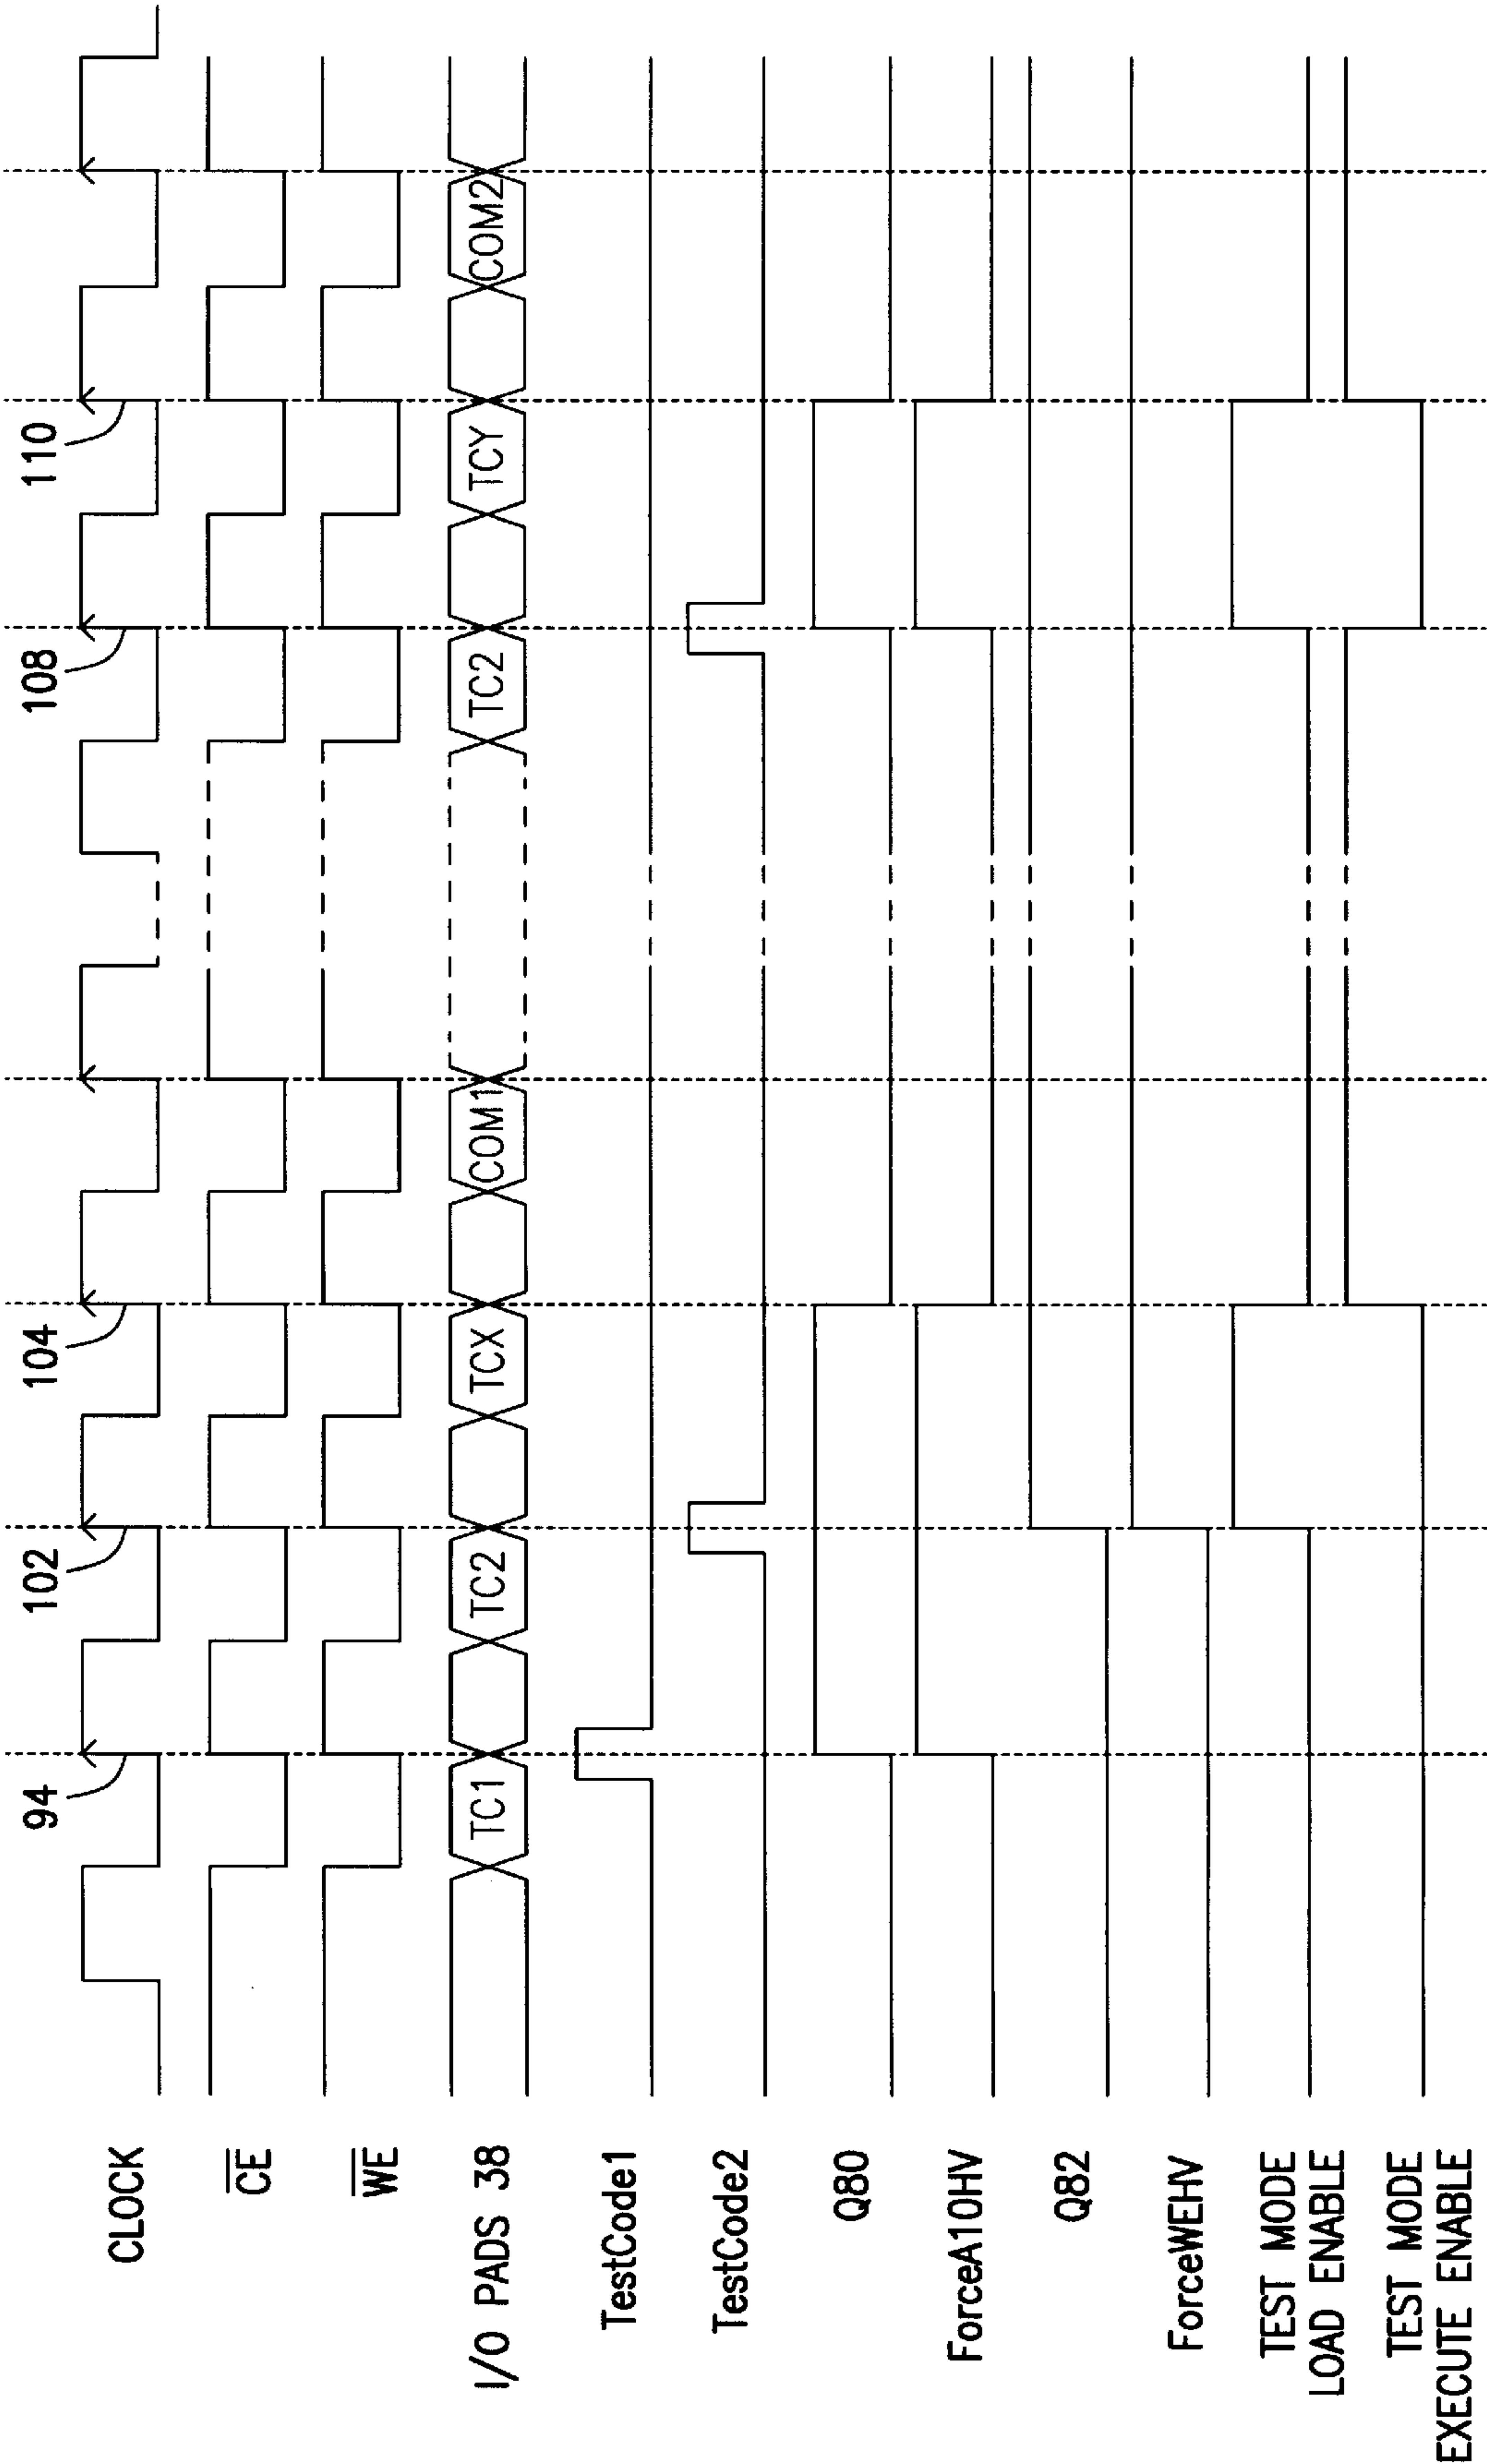 94
102
104
108
110
CLOCK
CE
WE
I/O PADS 38
TC1
TC2
TCX
COM1
TC2
TCY
COM2
TestCode1
TestCode2
Q80
ForceA10HV
Q82
ForceWEHV
TEST MODE
LOAD ENABLE
TEST MODE
EXECUTE ENABLE